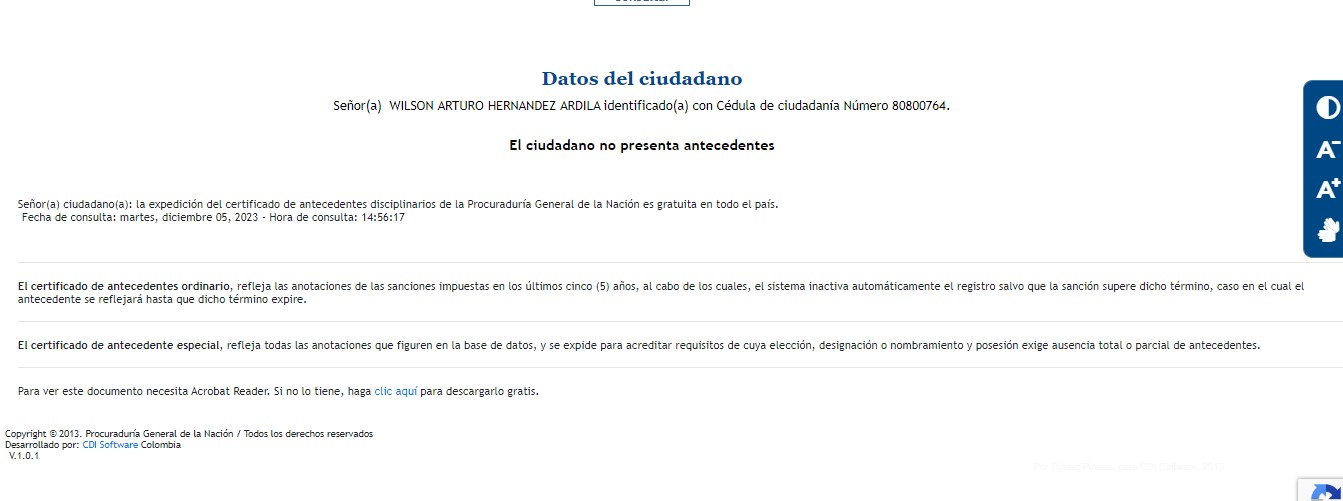 Datos del ciudadano
Señor(a) WILSON ARTURO HERNANDEZ ARDILA identificado(a) con Cédula de ciudadanía Número 80800764.
El ciudadano no presenta antecedentes
Señor(a) ciudadano(a): la expedición del certificado de antecedentes disciplinarios de la Procuraduría General de la Nación es gratuita en todo el país.
Fecha de consulta: martes, diciembre 05, 2023 - Hora de consulta: 14:56:17
El certificado de antecedentes ordinario, refleja las anotaciones de las sanciones impuestas en los últimos cinco (5) años, al cabo de los cuales, el sistema inactiva automáticamente el registro salvo que la sanción supere dicho término, caso en el cual el
antecedente se reflejará hasta que dicho término expire.
El certificado de antecedente especial, refleja todas las anotaciones que figuren en la base de datos, y se expide para acreditar requisitos de cuya elección, designación o nombramiento y posesión exige ausencia total o parcial de antecedentes.
Para ver este documento necesita Acrobat Reader. Si no lo tiene, haga clic aquí para descargarlo gratis.
Copyright © 2013. Procuraduría General de la Nación / Todos los derechos reservados
Desarrollado por: CDI Software Colombia
V.1.0.1
A-
A+